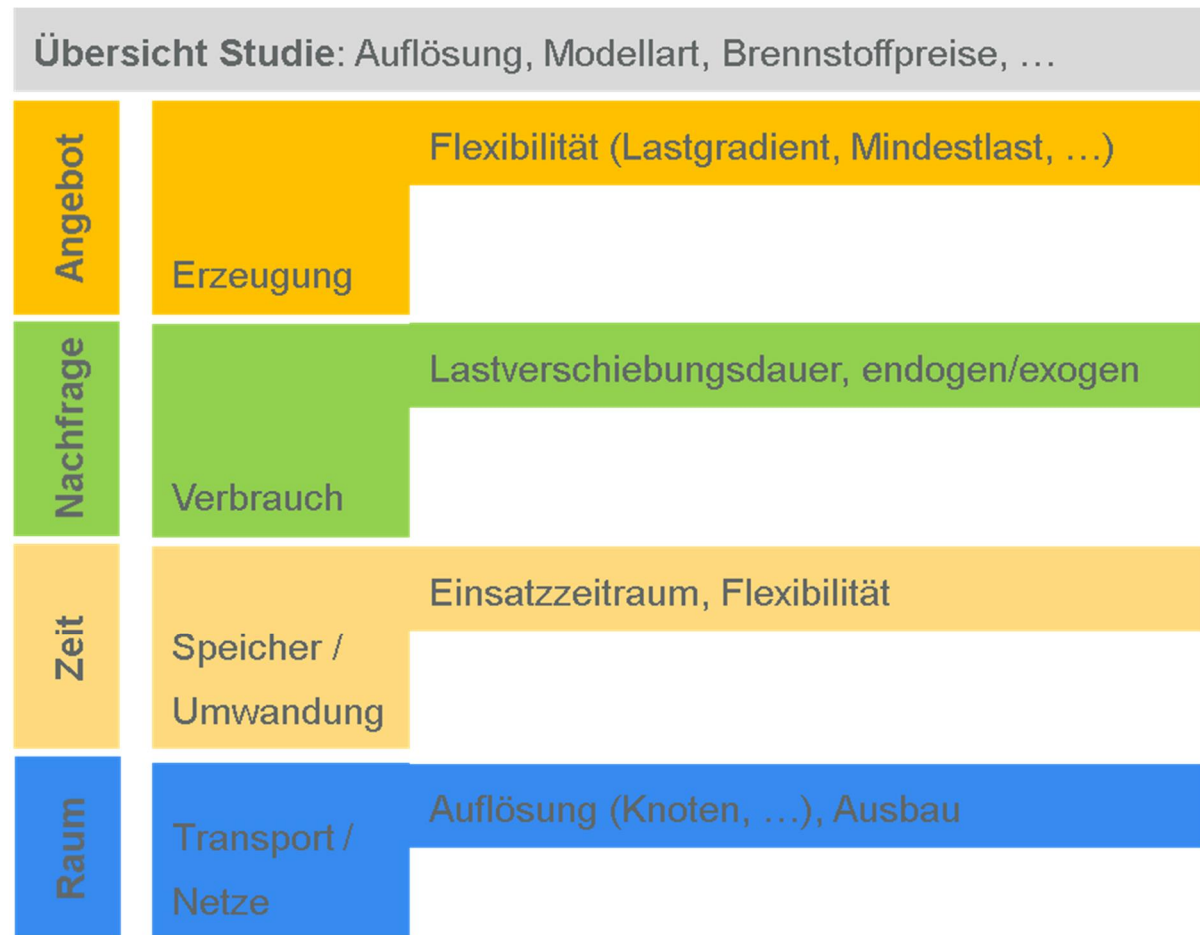 Übersicht Studie: Auflösung, Modellart, Brennstoffpreise, …
Angebot
Flexibilität (Lastgradient, Mindestlast, …)
Erzeugung
Nachfrage
Lastverschiebungsdauer, endogen/exogen
Verbrauch
Zeit
Einsatzzeitraum, Flexibilität
Speicher /
Umwandung
Raum
Auflösung (Knoten, …), Ausbau
Transport /
Netze